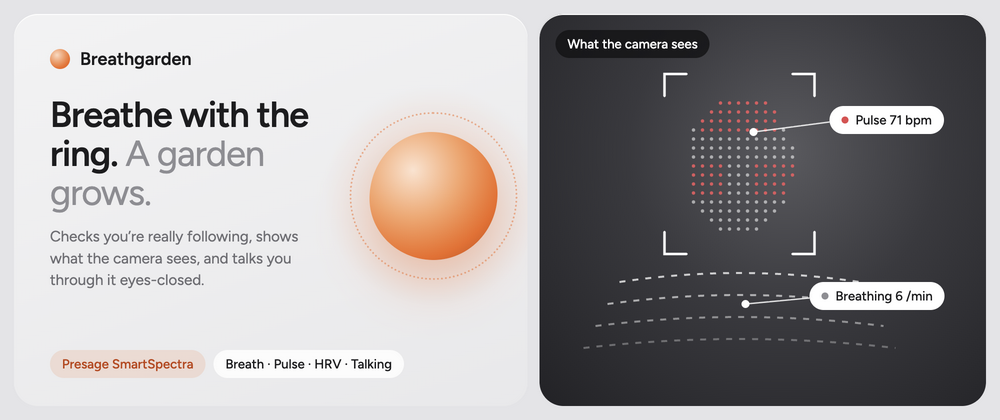 Breathgarden
Breathe with the
ring. A garden
grows.
Checks you’re really following, shows
what the camera sees, and talks you
through it eyes-closed.
Presage SmartSpectra
Breath · Pulse · HRV · Talking
What the camera sees
Pulse 71 bpm
Breathing 6 /min